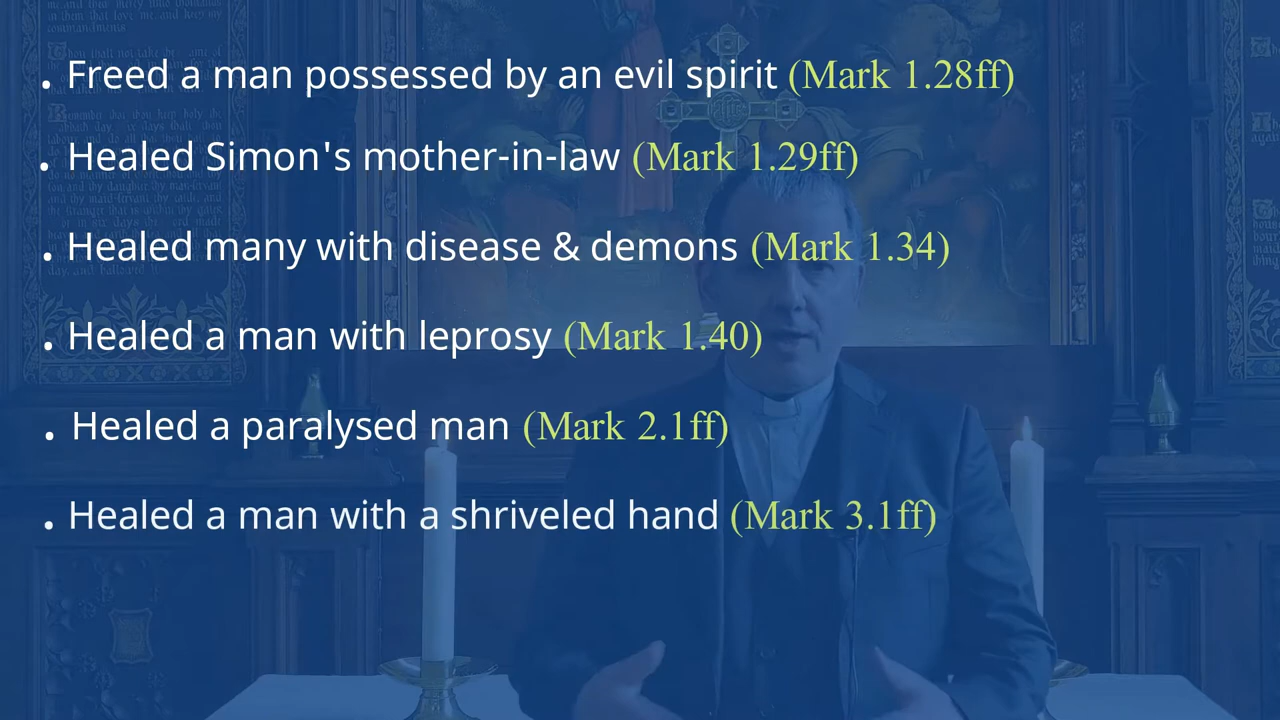 . Freed a man possessed by an evil spirit (Mark 1.28ff)
. Healed Simon's mother-in-law (Mark 1.29ff)
. Healed many with disease & demons (Mark 1.34)
. Healed a man with leprosy (Mark 1.40)
. Healed a paralysed man (Mark 2.1ff)
. Healed a man with a shriveled hand (Mark 3.1ff)